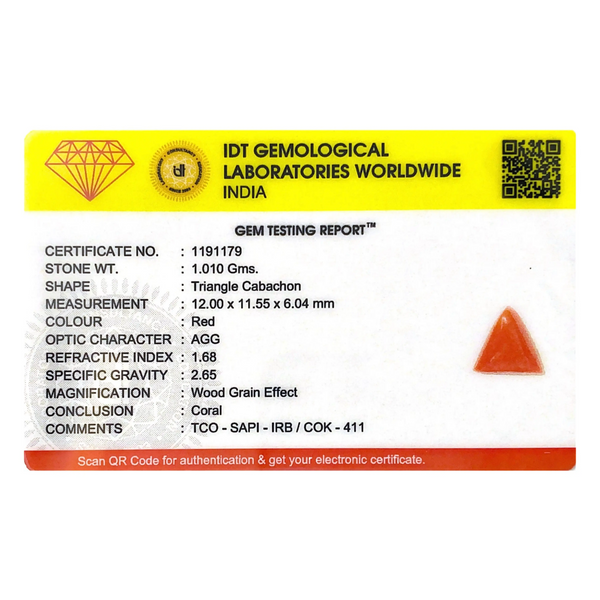 IDT GEMOLOGICAL
LABORATORIES WORLDWIDE
INDIA
GEM TESTING REPORT™
CERTIFICATE NO. : 1191179
STONE WT. : 1.010 Gms.
SHAPE : Triangle Cabachon
MEASUREMENT : 12.00 x 11.55 x 6.04 mm
COLOUR : Red
OPTIC CHARACTER : AGG
REFRACTIVE INDEX : 1.68
SPECIFIC GRAVITY : 2.65
MAGNIFICATION : Wood Grain Effect
CONCLUSION : Coral
COMMENTS : TCO - SAPI - IRB / COK - 411
Scan QR Code for authentication & get your electronic certificate.